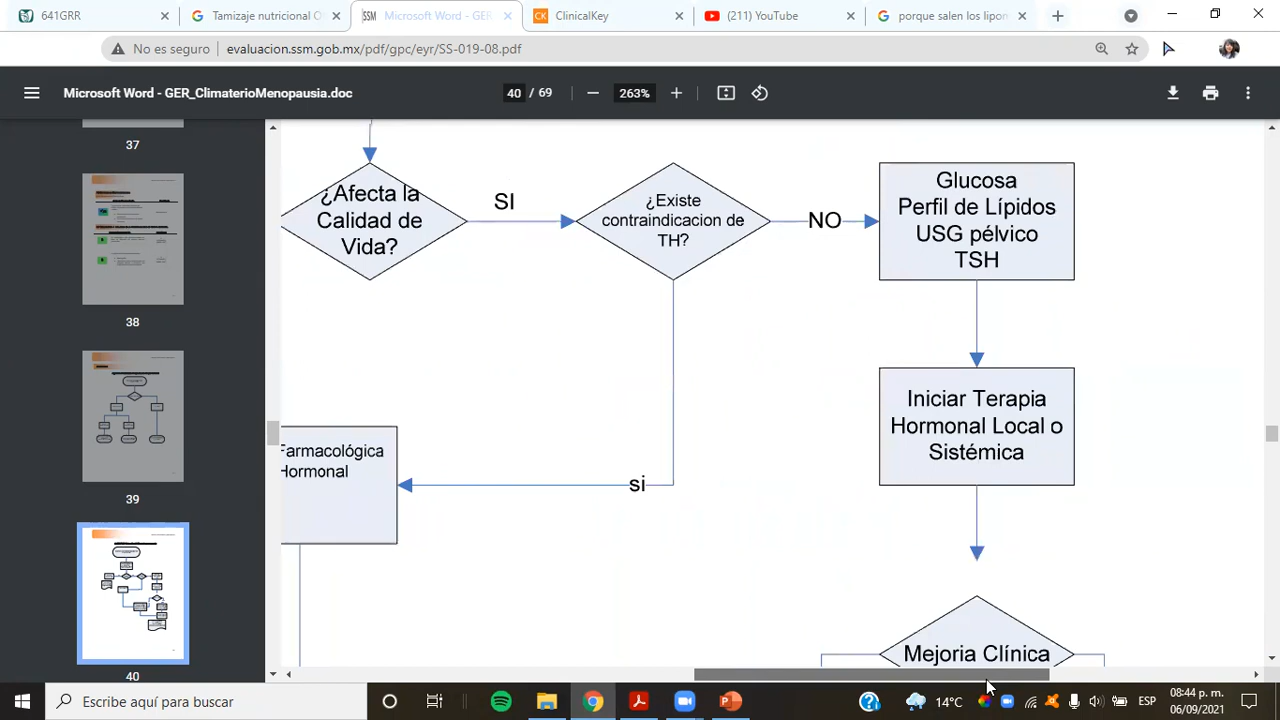 641GRR
Tamizaje nutricional O
Microsoft Word - GE
ClinicalKey
(211) YouTube
porque salen los lipon
No es seguro
evaluacion.ssm.gob.mx/pdf/gpc/eyr/SS-019-08.pdf
Microsoft Word - GER_ClimaterioMenopausia.doc
40 / 69
263%
37
38
39
40
¿Afecta la
Calidad de
Vida?
SI
¿Existe
contraindicacion de
TH?
NO
Glucosa
Perfil de Lípidos
USG pélvico
TSH
Iniciar Terapia
Hormonal Local o
Sistémica
Farmacológica
Hormonal
si
Mejoria Clínica
Escribe aquí para buscar
14°C
ESP
08:44 p. m.
06/09/2021